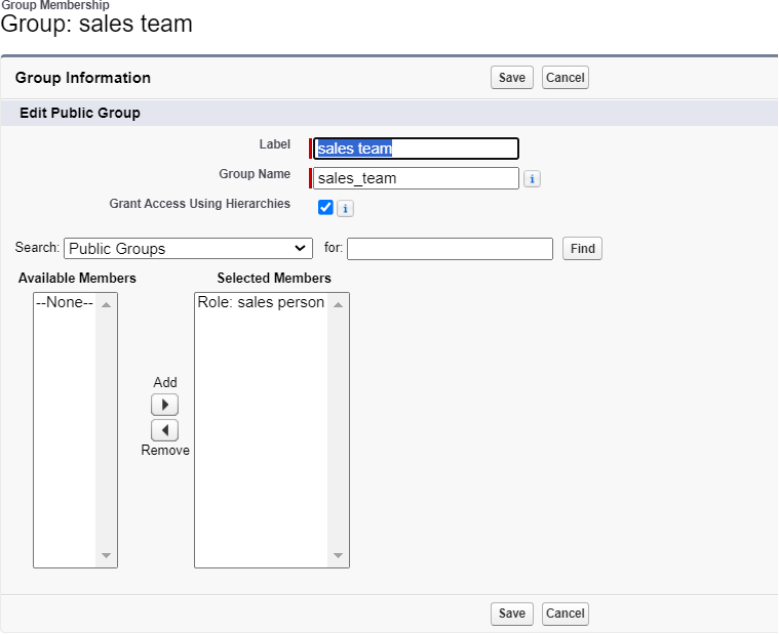 Group Membership
Group: sales team
Group Information Save Cancel
Edit Public Group
Label sales team
Group Name sales_team i
Grant Access Using Hierarchies i
Search: Public Groups for: Find
Available Members Selected Members
--None-- Role: sales person
Add
Remove
Save Cancel